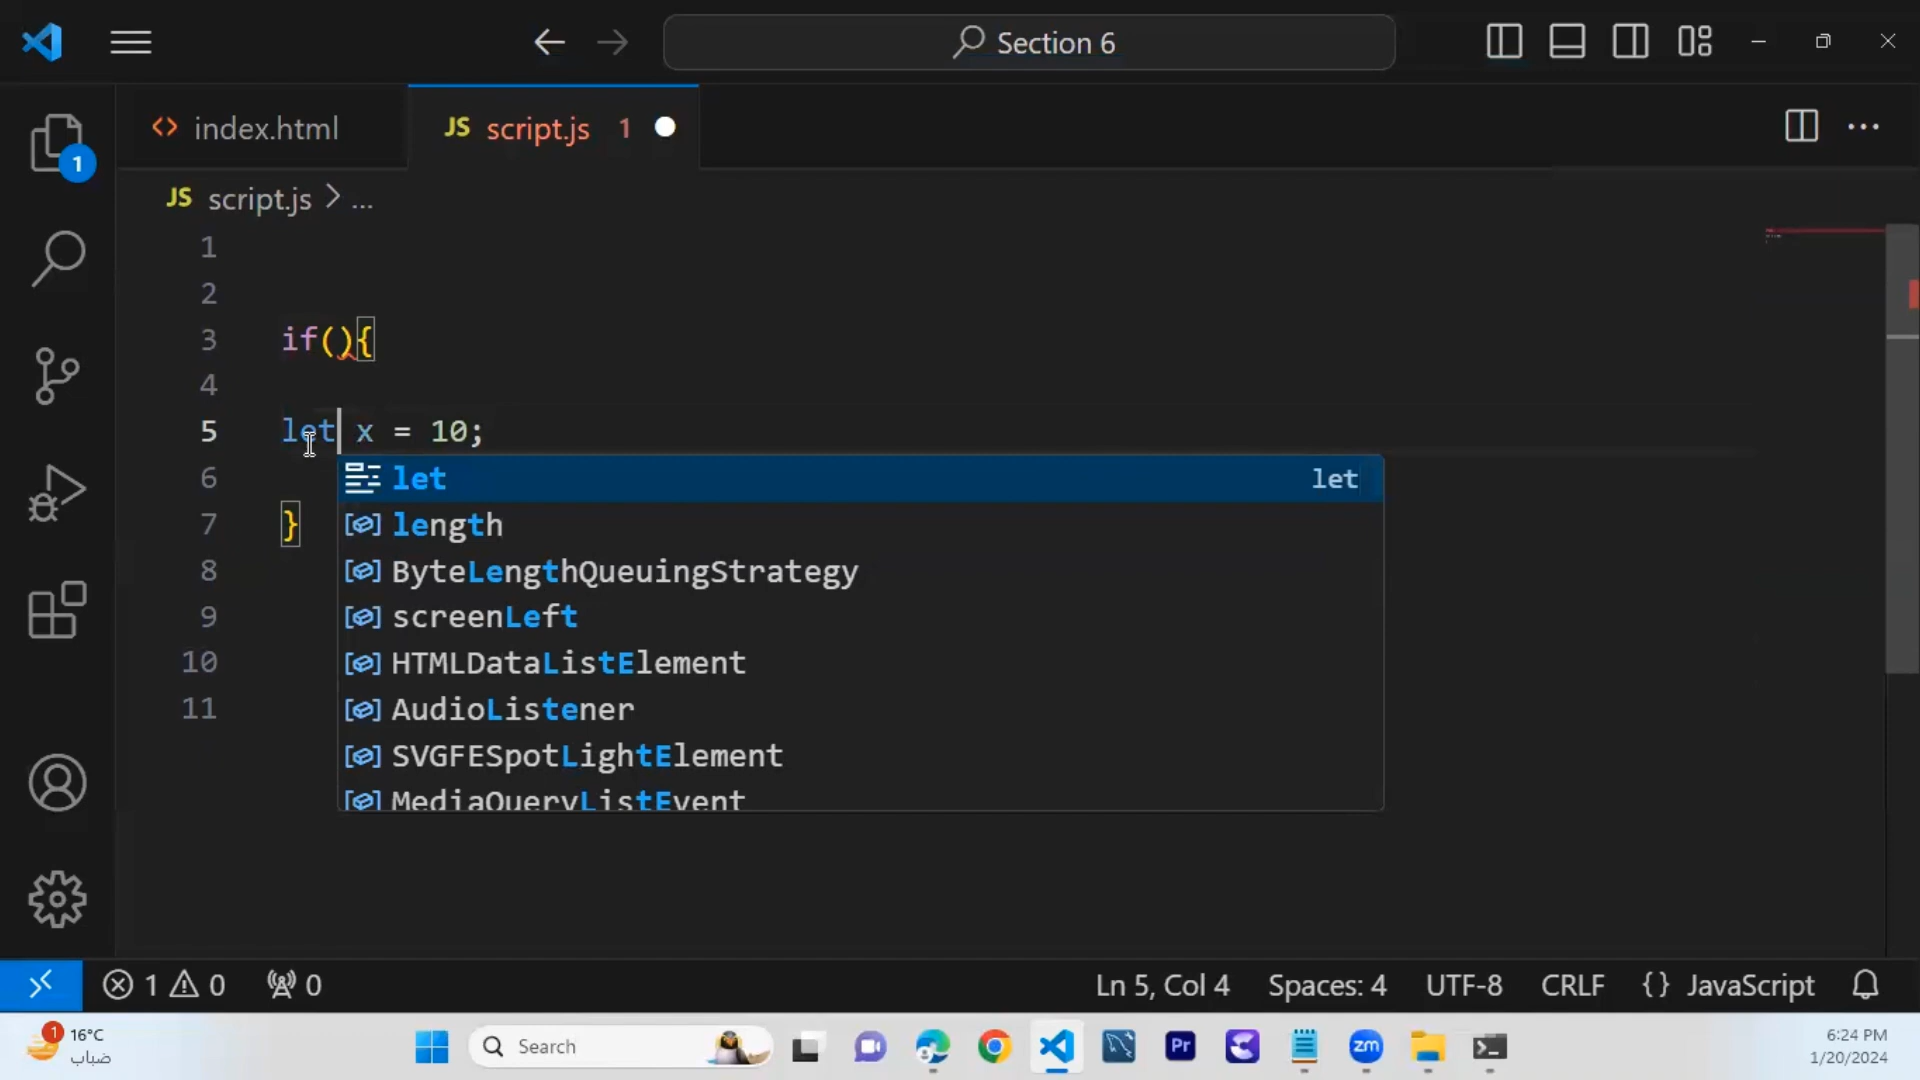 Section 6
index.html
JS script.js 1
JS script.js > ...
1
2
3 if(){
4
5 let x = 10;
6
7 }
8
9
10
11
let let
length
ByteLengthQueuingStrategy
screenLeft
HTMLDataListElement
AudioListener
SVGFESpotLightElement
MediaQueryListEvent
1
1 0 0
Ln 5, Col 4 Spaces: 4 UTF-8 CRLF {} JavaScript
1 16°C
ضباب
Search
Pr
zm
6:24 PM
1/20/2024